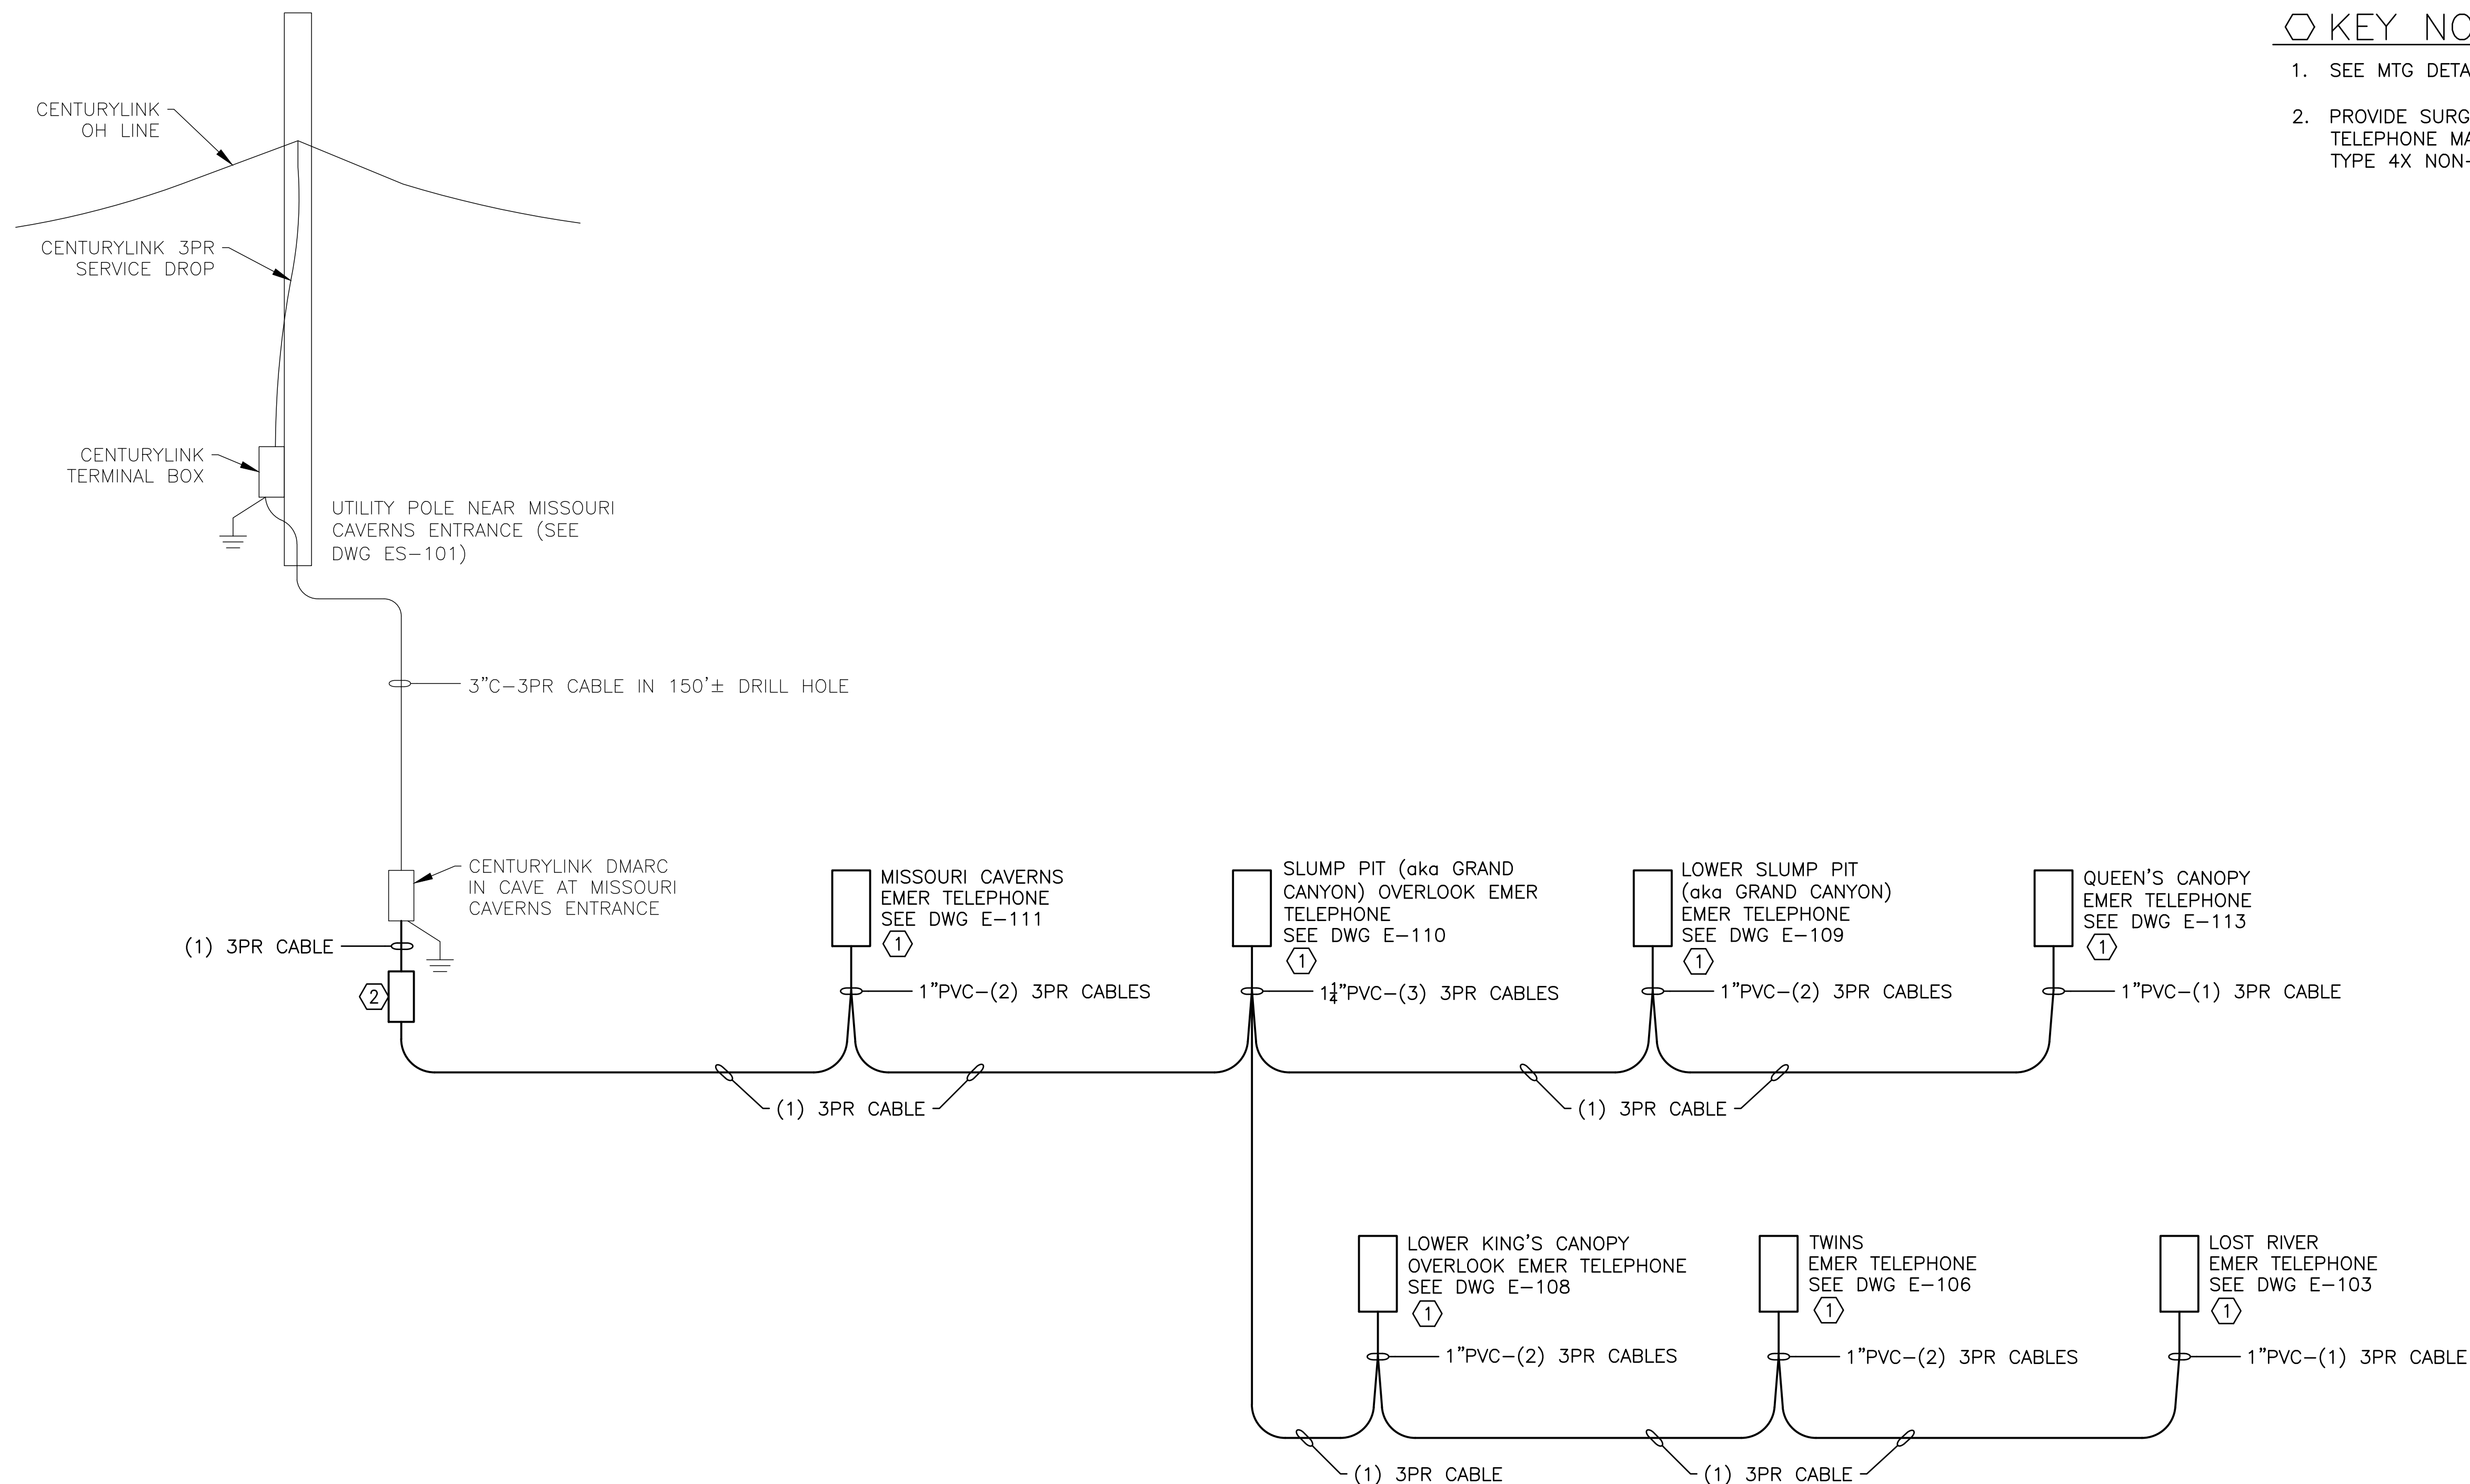 KEY
1. SEE MTG
2. PROVIDE
TELEPHONE
TYPE 4X
CENTURYLINK
OH LINE
CENTURYLINK 3PR
SERVICE DROP
CENTURYLINK
TERMINAL BOX
UTILITY POLE NEAR MISSOURI
CAVERNS ENTRANCE (SEE
DWG ES-101)
3"C-3PR CABLE IN 150'± DRILL HOLE
CENTURYLINK DMARC
IN CAVE AT MISSOURI
CAVERNS ENTRANCE
(1) 3PR CABLE
2
MISSOURI CAVERNS
EMER TELEPHONE
SEE DWG E-111
1
1"PVC-(2) 3PR CABLES
SLUMP PIT (aka GRAND
CANYON) OVERLOOK EMER
TELEPHONE
SEE DWG E-110
1
1¼"PVC-(3) 3PR CABLES
LOWER SLUMP PIT
(aka GRAND CANYON)
EMER TELEPHONE
SEE DWG E-109
1
1"PVC-(2) 3PR CABLES
QUEEN'S CANOPY
EMER TELEPHONE
SEE DWG E-113
1
1"PVC-(1) 3PR CABLE
(1) 3PR CABLE
(1) 3PR CABLE
LOWER KING'S CANOPY
OVERLOOK EMER TELEPHONE
SEE DWG E-108
1
1"PVC-(2) 3PR CABLES
TWINS
EMER TELEPHONE
SEE DWG E-106
1
1"PVC-(2) 3PR CABLES
LOST RIVER
EMER TELEPHONE
SEE DWG E-103
1
1"PVC-(1) 3PR CABLE
(1) 3PR CABLE
(1) 3PR CABLE